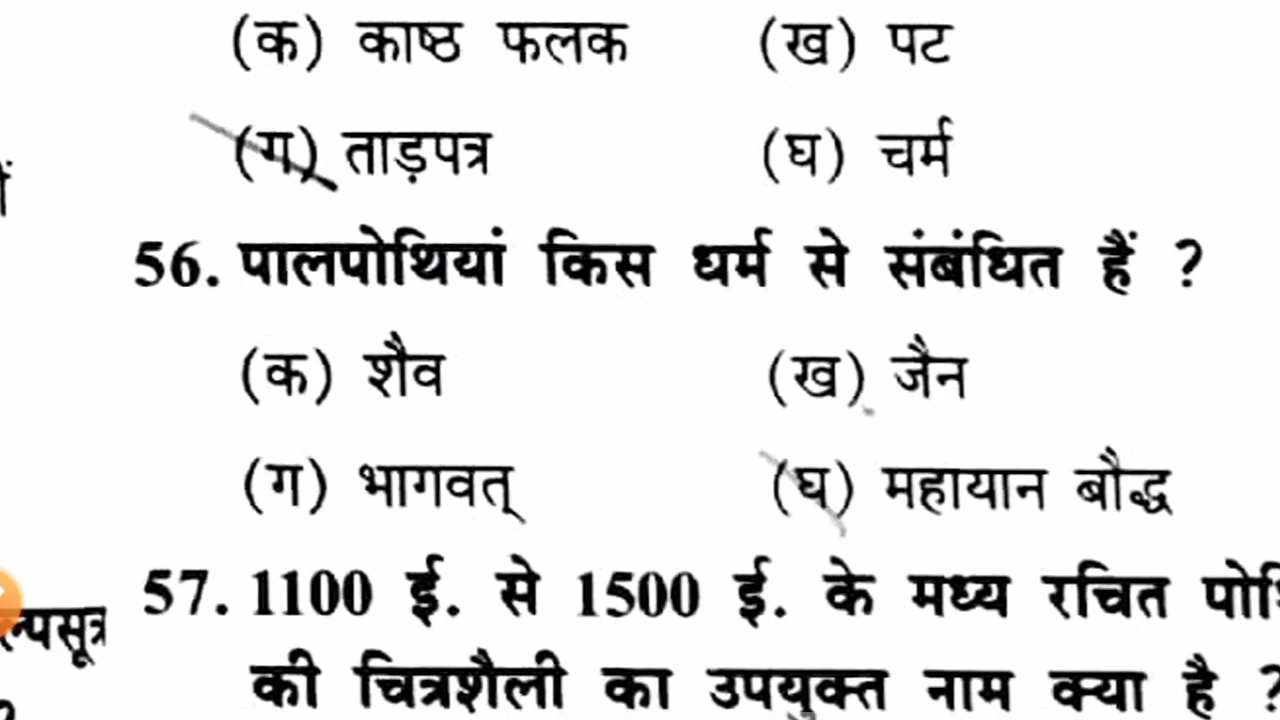 (क) काष्ठ फलक (ख) पट
(ग) ताड़पत्र (घ) चर्म
56. पालपोथियां किस धर्म से संबंधित हैं ?
(क) शैव (ख) जैन
(ग) भागवत् (घ) महायान बौद्ध
57. 1100 ई. से 1500 ई. के मध्य रचित
की चित्रशैली का उपयुक्त नाम क्या है ?